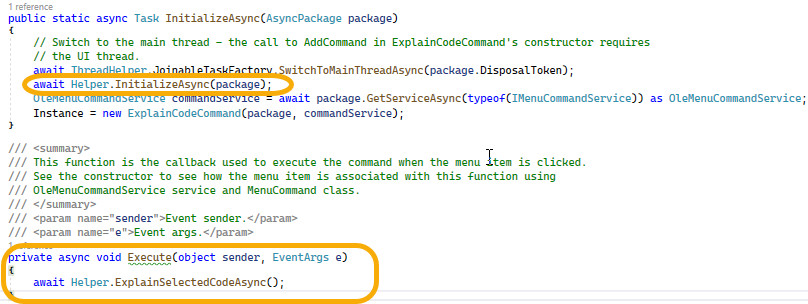 1 reference
public static async Task InitializeAsync(AsyncPackage package)
{
// Switch to the main thread - the call to AddCommand in ExplainCodeCommand's constructor requires
// the UI thread.
await ThreadHelper.JoinableTaskFactory.SwitchToMainThreadAsync(package.DisposalToken);
await Helper.InitializeAsync(package);
OleMenuCommandService commandService = await package.GetServiceAsync(typeof(IMenuCommandService)) as OleMenuCommandService;
Instance = new ExplainCodeCommand(package, commandService);
}
/// <summary>
/// This function is the callback used to execute the command when the menu item is clicked.
/// See the constructor to see how the menu item is associated with this function using
/// OleMenuCommandService service and MenuCommand class.
/// </summary>
/// <param name="sender">Event sender.</param>
/// <param name="e">Event args.</param>
1 reference
private async void Execute(object sender, EventArgs e)
{
await Helper.ExplainSelectedCodeAsync();
}